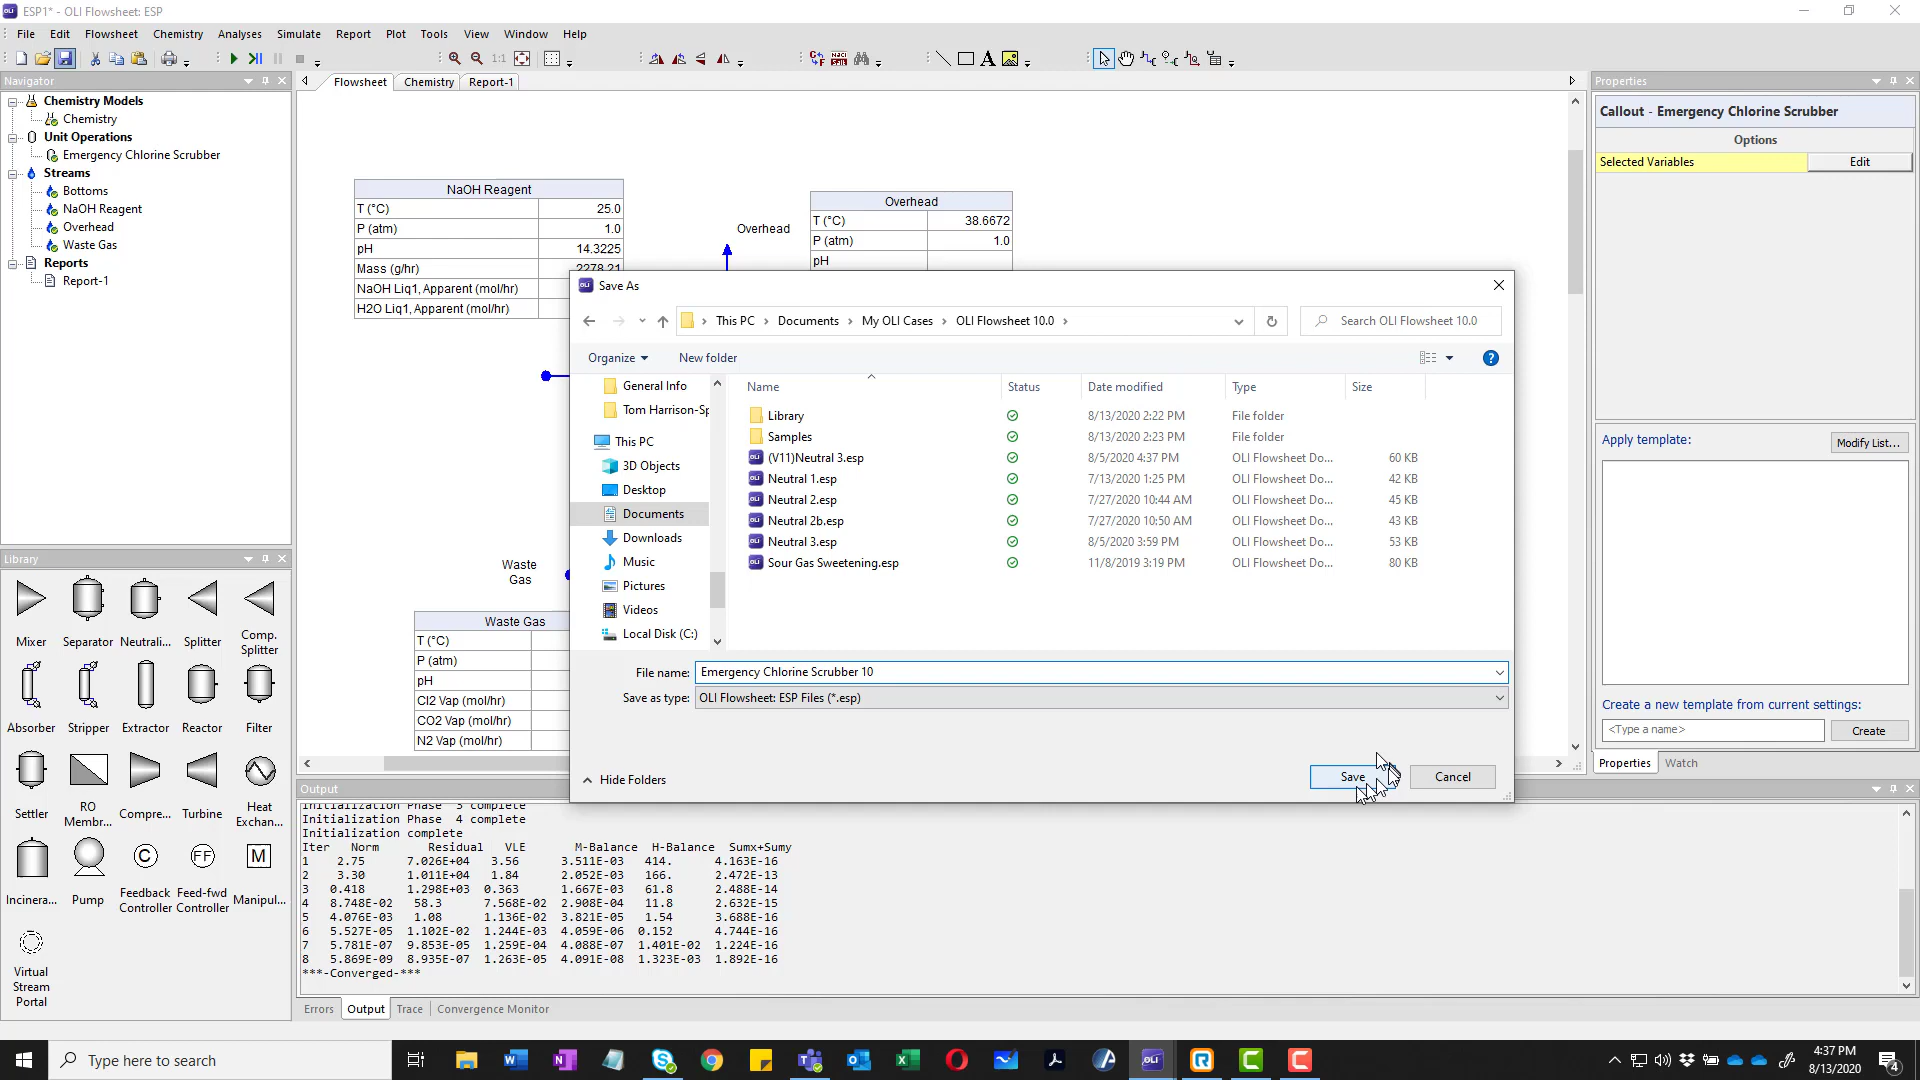 ESP1* - OLI Flowsheet: ESP
File Edit Flowsheet Chemistry Analyses Simulate Report Plot Tools View Window Help
Navigator
Chemistry Models
Chemistry
Unit Operations
Emergency Chlorine Scrubber
Streams
Bottoms
NaOH Reagent
Overhead
Waste Gas
Reports
Report-1
Library
Mixer Separator Neutrali... Splitter Comp. Splitter
Absorber Stripper Extractor Reactor Filter
Settler RO Membr... Compre... Turbine Heat Exchan...
Incinera... Pump Feedback Controller Feed-fwd Controller Manipul...
Virtual Stream Portal
Flowsheet Chemistry Report-1
NaOH Reagent
T (°C) 25.0
P (atm) 1.0
pH 14.3225
Mass (g/hr) 2278.21
NaOH Liq1, Apparent (mol/hr)
H2O Liq1, Apparent (mol/hr)
Overhead
Overhead
T (°C) 38.6672
P (atm) 1.0
pH
Waste
Gas
Waste Gas
T (°C)
P (atm)
pH
Cl2 Vap (mol/hr)
CO2 Vap (mol/hr)
N2 Vap (mol/hr)
Save As
This PC > Documents > My OLI Cases > OLI Flowsheet 10.0 >
Search OLI Flowsheet 10.0
Organize New folder
General Info
Tom Harrison-Sp
This PC
3D Objects
Desktop
Documents
Downloads
Music
Pictures
Videos
Local Disk (C:)
Name Status Date modified Type Size
Library 8/13/2020 2:22 PM File folder
Samples 8/13/2020 2:23 PM File folder
(V11)Neutral 3.esp 8/5/2020 4:37 PM OLI Flowsheet Do... 60 KB
Neutral 1.esp 7/13/2020 1:25 PM OLI Flowsheet Do... 42 KB
Neutral 2.esp 7/27/2020 10:44 AM OLI Flowsheet Do... 45 KB
Neutral 2b.esp 7/27/2020 10:50 AM OLI Flowsheet Do... 43 KB
Neutral 3.esp 8/5/2020 3:59 PM OLI Flowsheet Do... 53 KB
Sour Gas Sweetening.esp 11/8/2019 3:19 PM OLI Flowsheet Do... 80 KB
File name: Emergency Chlorine Scrubber 10
Save as type: OLI Flowsheet: ESP Files (*.esp)
Hide Folders
Save Cancel
Properties
Callout - Emergency Chlorine Scrubber
Options
Selected Variables Edit
Apply template: Modify List...
Create a new template from current settings:
<Type a name> Create
Properties Watch
Output
Initialization Phase 3 complete
Initialization Phase 4 complete
Initialization complete
Iter Norm Residual VLE M-Balance H-Balance Sumx+Sumy
1 2.75 7.026E+04 3.56 3.511E-03 414. 4.163E-16
2 3.30 1.011E+04 1.84 2.052E-03 166. 2.472E-13
3 0.418 1.298E+03 0.363 1.667E-03 61.8 2.488E-14
4 8.748E-02 58.3 7.568E-02 2.908E-04 11.8 2.632E-15
5 4.076E-03 1.08 1.136E-02 3.821E-05 1.54 3.688E-16
6 5.527E-05 1.102E-02 1.244E-03 4.059E-06 0.152 4.744E-16
7 5.781E-07 9.853E-05 1.259E-04 4.088E-07 1.401E-02 1.224E-16
8 5.869E-09 8.935E-07 1.263E-05 4.091E-08 1.323E-03 1.892E-16
***-Converged-***
Errors Output Trace Convergence Monitor
Type here to search
4:37 PM
8/13/2020
4